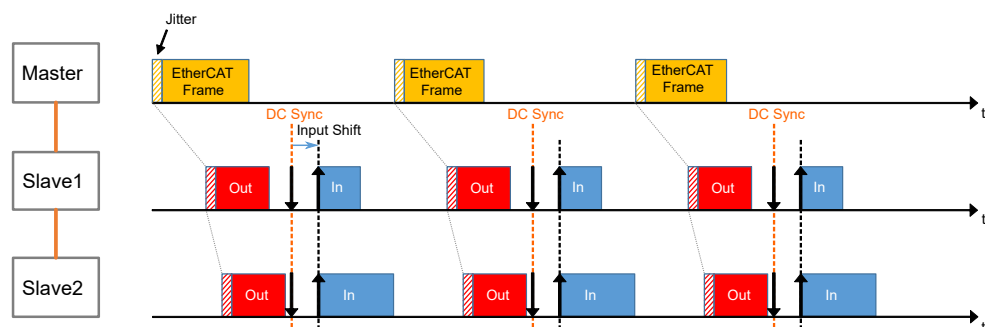 Jitter
Master
EtherCAT
Frame
EtherCAT
Frame
EtherCAT
Frame
t
DC Sync
DC Sync
DC Sync
Input Shift
Slave1
Out
In
Out
In
Out
In
t
Slave2
Out
In
Out
In
Out
In
t